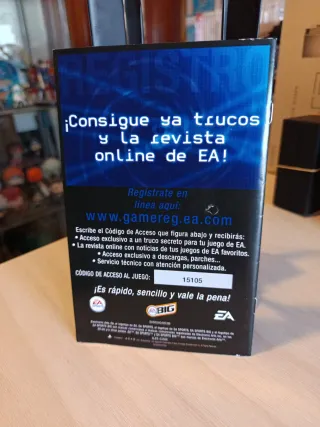 REGISTRO
¡Consigue ya trucos
y la revista
online de EA!
Regístrate en
línea aquí:
www.gamereg.ea.com
Escribe el Código de Acceso que figura abajo y recibirás:
• Acceso exclusivo a un truco secreto para tu juego de EA.
• La revista online con noticias de tus juegos de EA favoritos.
• Acceso exclusivo a descargas, parches...
• Servicio técnico con atención personalizada.
CÓDIGO DE ACCESO AL JUEGO: 15105
¡Es rápido, sencillo y vale la pena!
EA SPORTS
BIG
EA